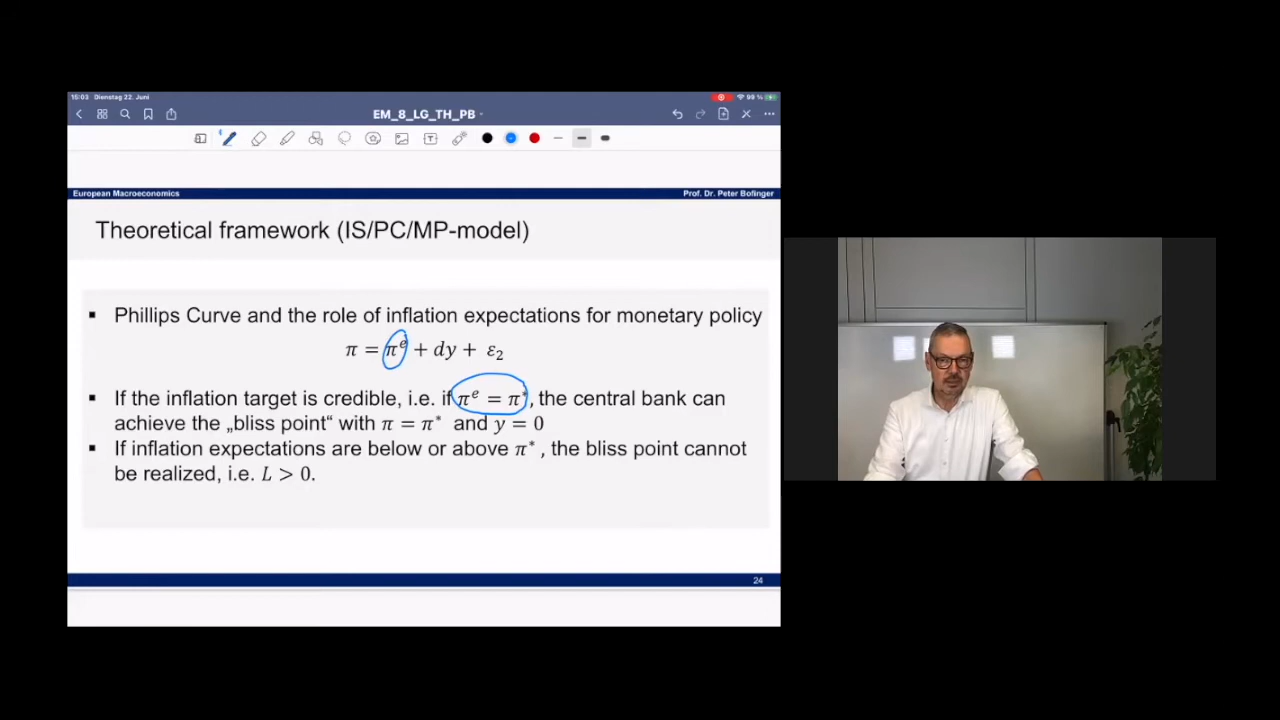 15:03 Dienstag 22. Juni
99 %
EM_8_LG_TH_PB
European Macroeconomics
Prof. Dr. Peter Bofinger
Theoretical framework (IS/PC/MP-model)
▪ Phillips Curve and the role of inflation expectations for monetary policy
π = πᵉ + dy + ε₂
▪ If the inflation target is credible, i.e. if πᵉ = π*, the central bank can
achieve the „bliss point“ with π = π* and y = 0
▪ If inflation expectations are below or above π* , the bliss point cannot
be realized, i.e. L > 0.
24